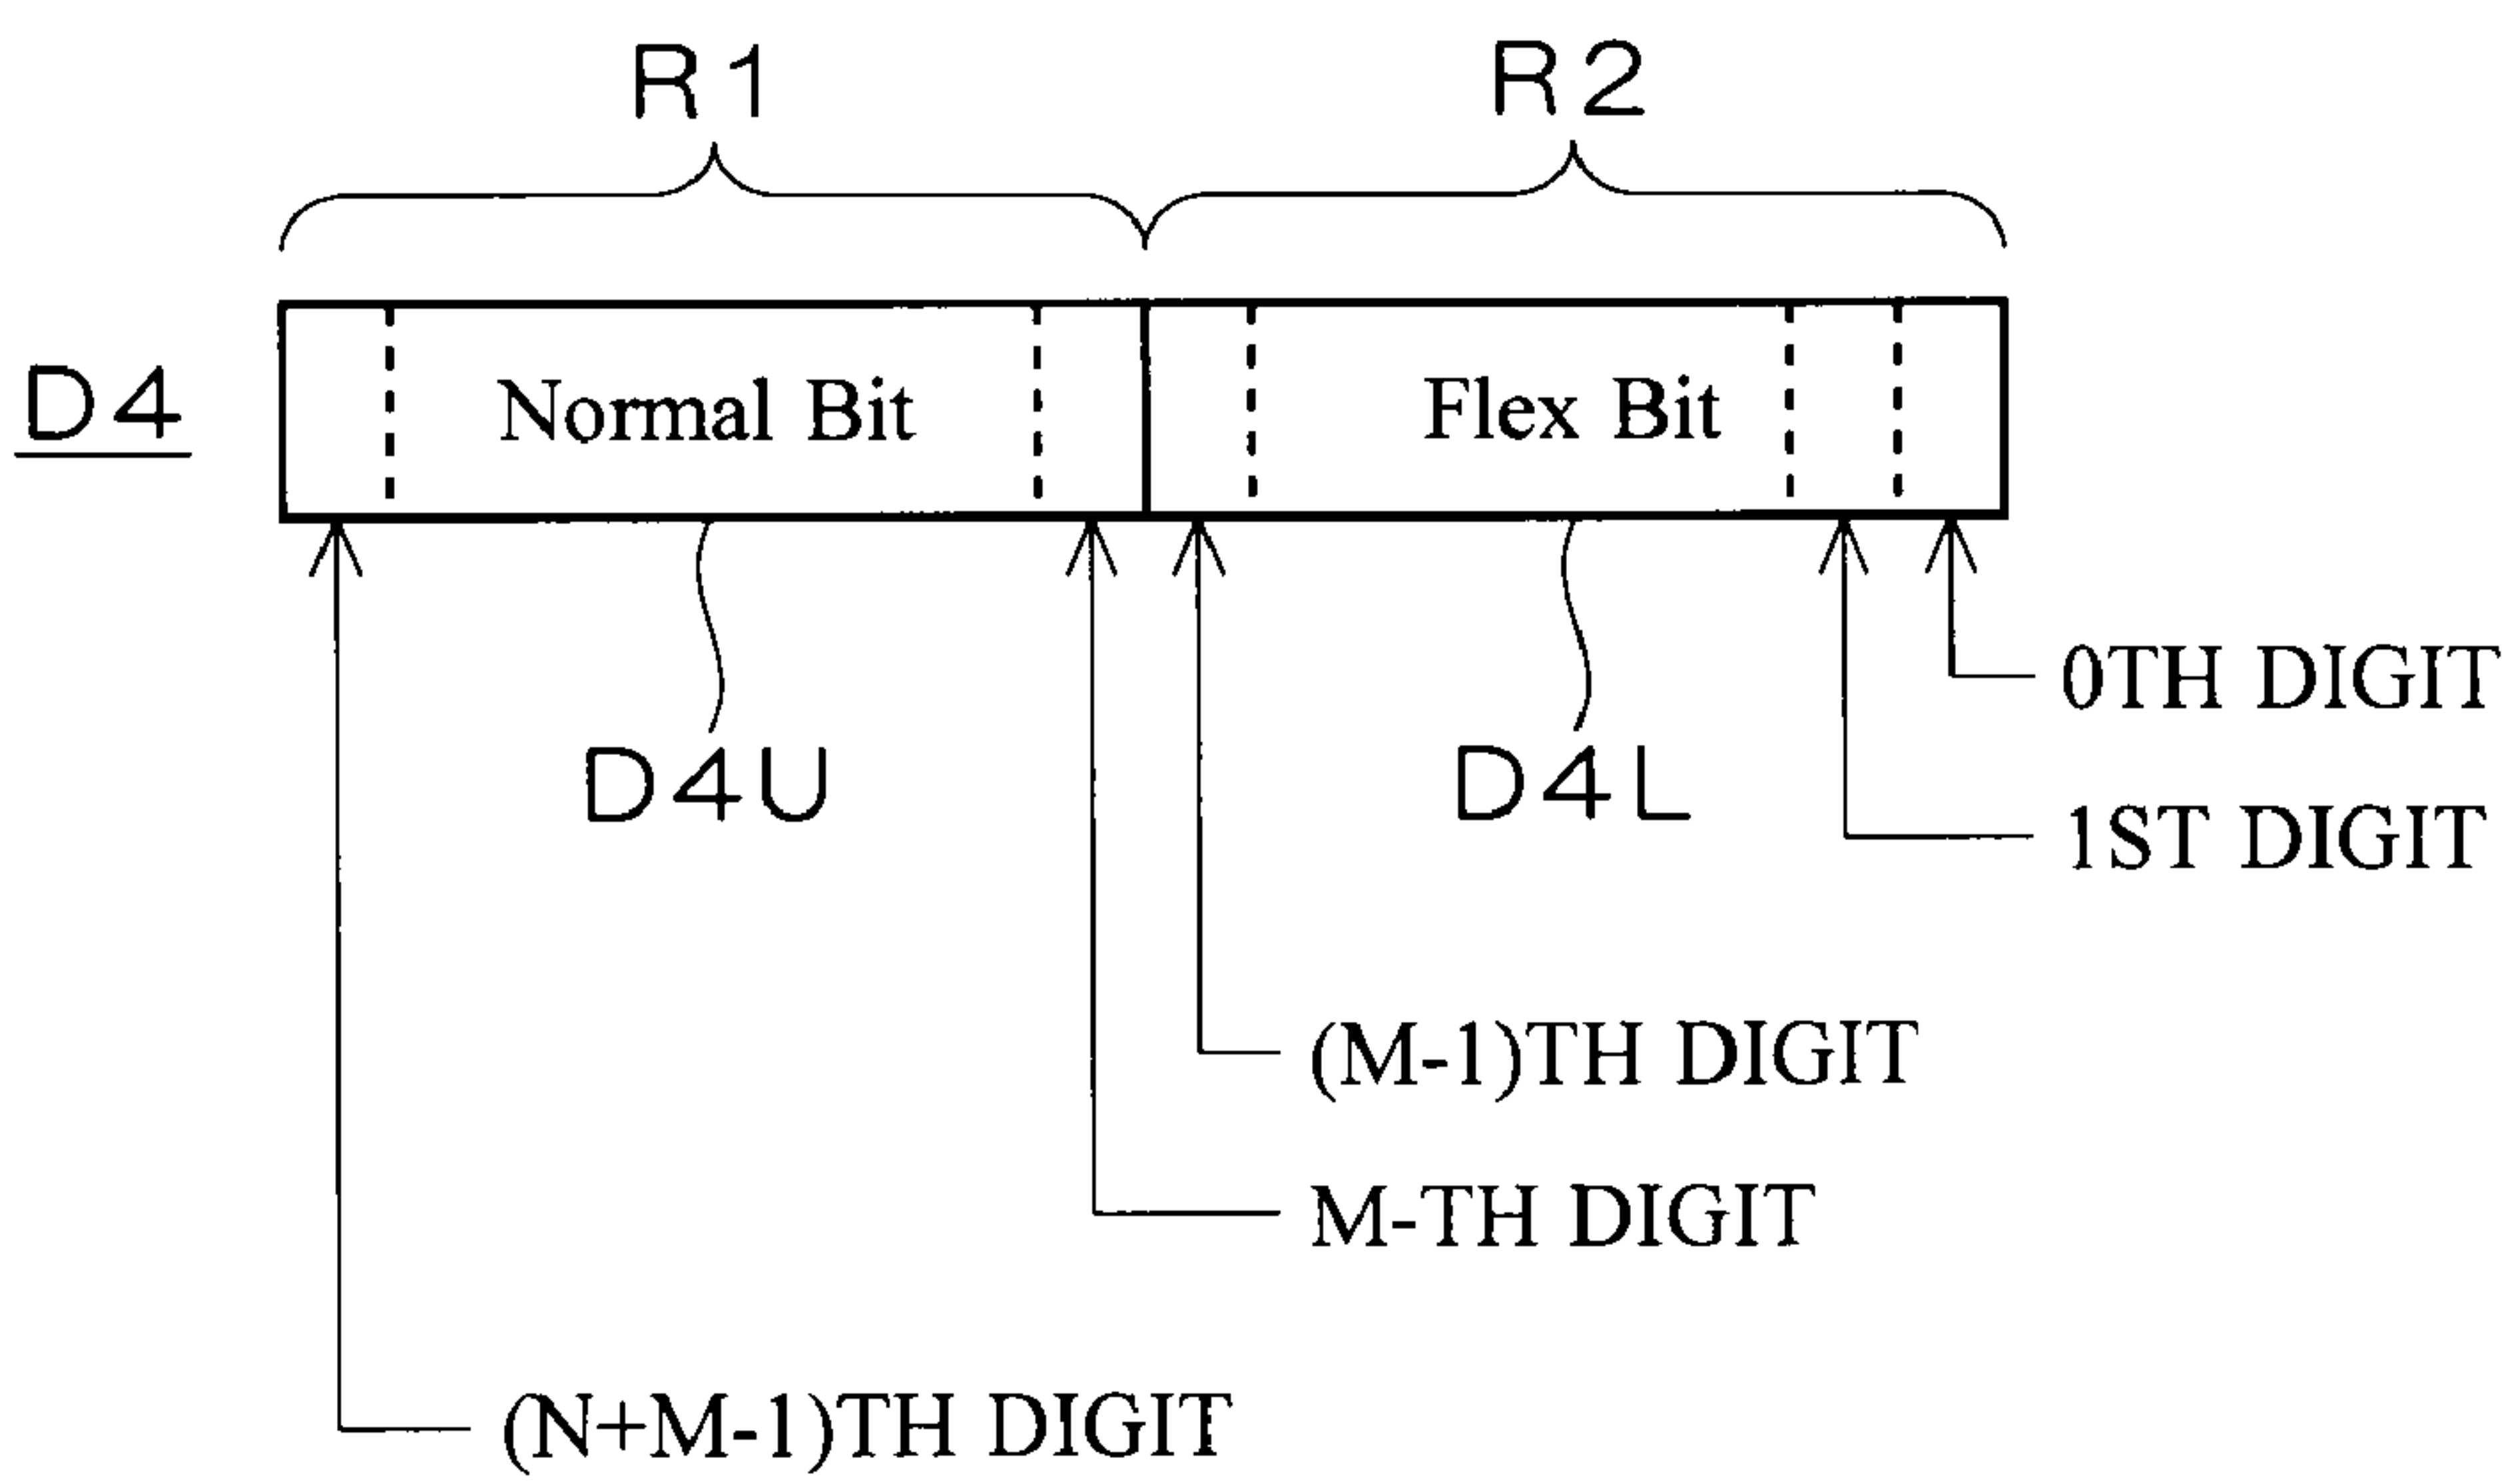 R1 R2
D4 Normal Bit Flex Bit
0TH DIGIT
D4U D4L
1ST DIGIT
(M-1)TH DIGIT
M-TH DIGIT
(N+M-1)TH DIGIT